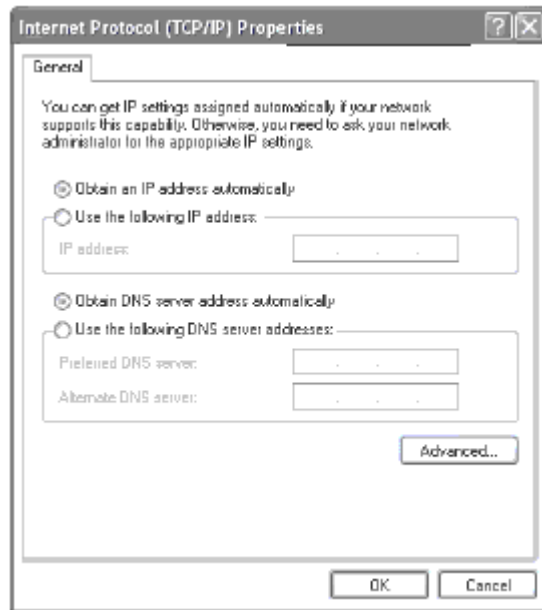 Internet Protocol (TCP/IP) Properties
General
You can get IP settings assigned automatically if your network
supports this capability. Otherwise, you need to ask your network
administrator for the appropriate IP settings.
Obtain an IP address automatically
Use the following IP address:
IP address:
Obtain DNS server address automatically
Use the following DNS server addresses:
Preferred DNS server:
Alternate DNS server:
Advanced...
OK
Cancel